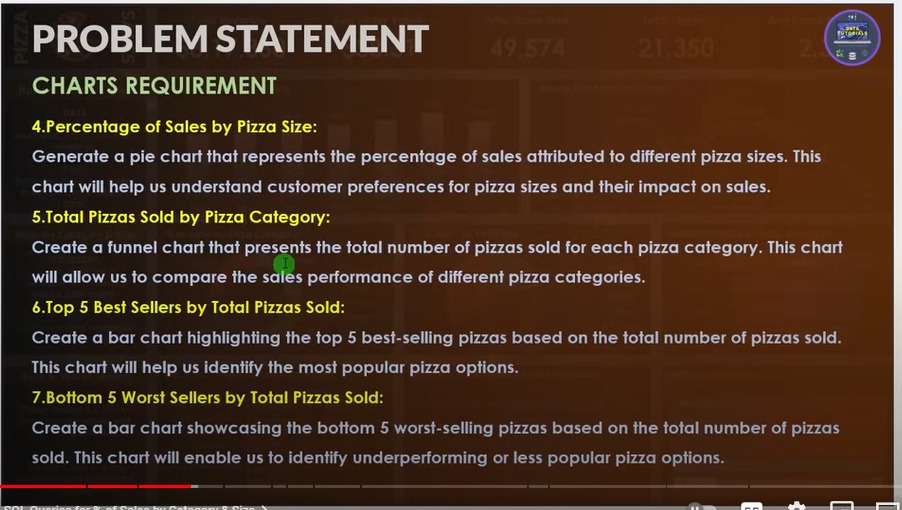 PROBLEM STATEMENT
49,574
21,350
DATA
TUTORIALS
CHARTS REQUIREMENT
4.Percentage of Sales by Pizza Size:
Generate a pie chart that represents the percentage of sales attributed to different pizza sizes. This
chart will help us understand customer preferences for pizza sizes and their impact on sales.
5.Total Pizzas Sold by Pizza Category:
Create a funnel chart that presents the total number of pizzas sold for each pizza category. This chart
will allow us to compare the sales performance of different pizza categories.
6.Top 5 Best Sellers by Total Pizzas Sold:
Create a bar chart highlighting the top 5 best-selling pizzas based on the total number of pizzas sold.
This chart will help us identify the most popular pizza options.
7.Bottom 5 Worst Sellers by Total Pizzas Sold:
Create a bar chart showcasing the bottom 5 worst-selling pizzas based on the total number of pizzas
sold. This chart will enable us to identify underperforming or less popular pizza options.
SQL Queries for % of Sales by Category & Size